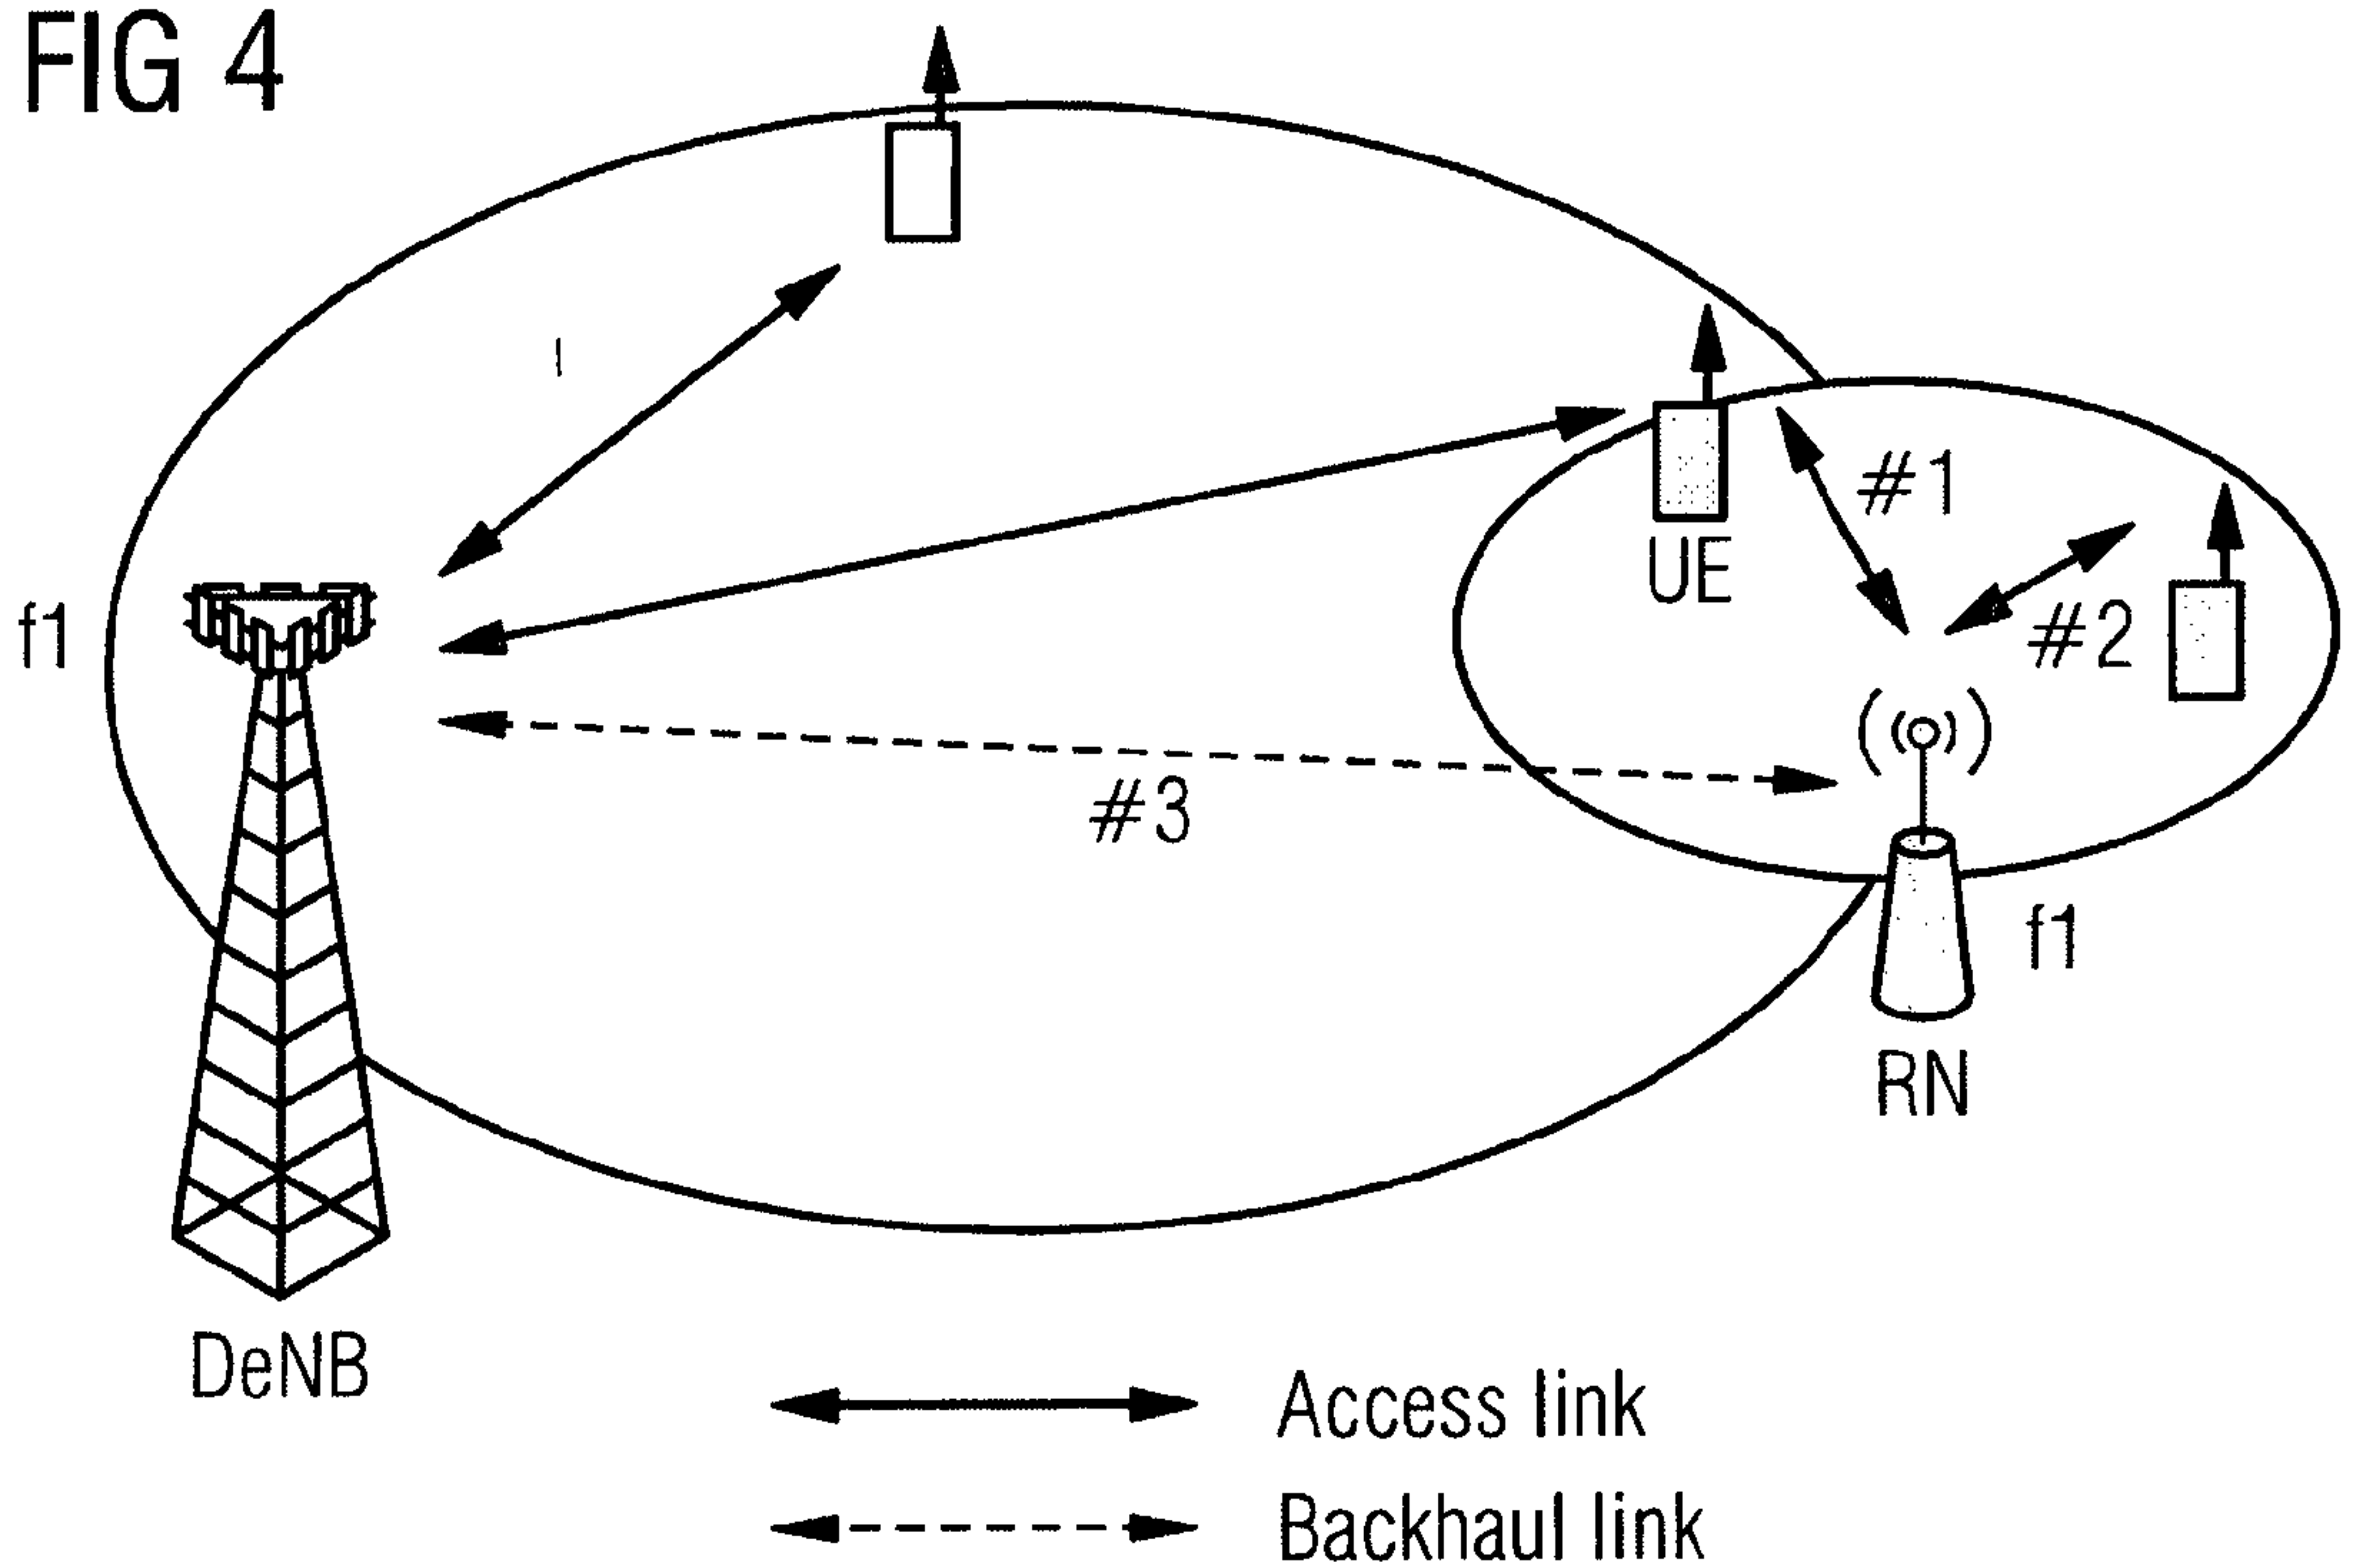 FIG 4
#1
UE
f1
#2
#3
f1
RN
DeNB
Access link
Backhaul link